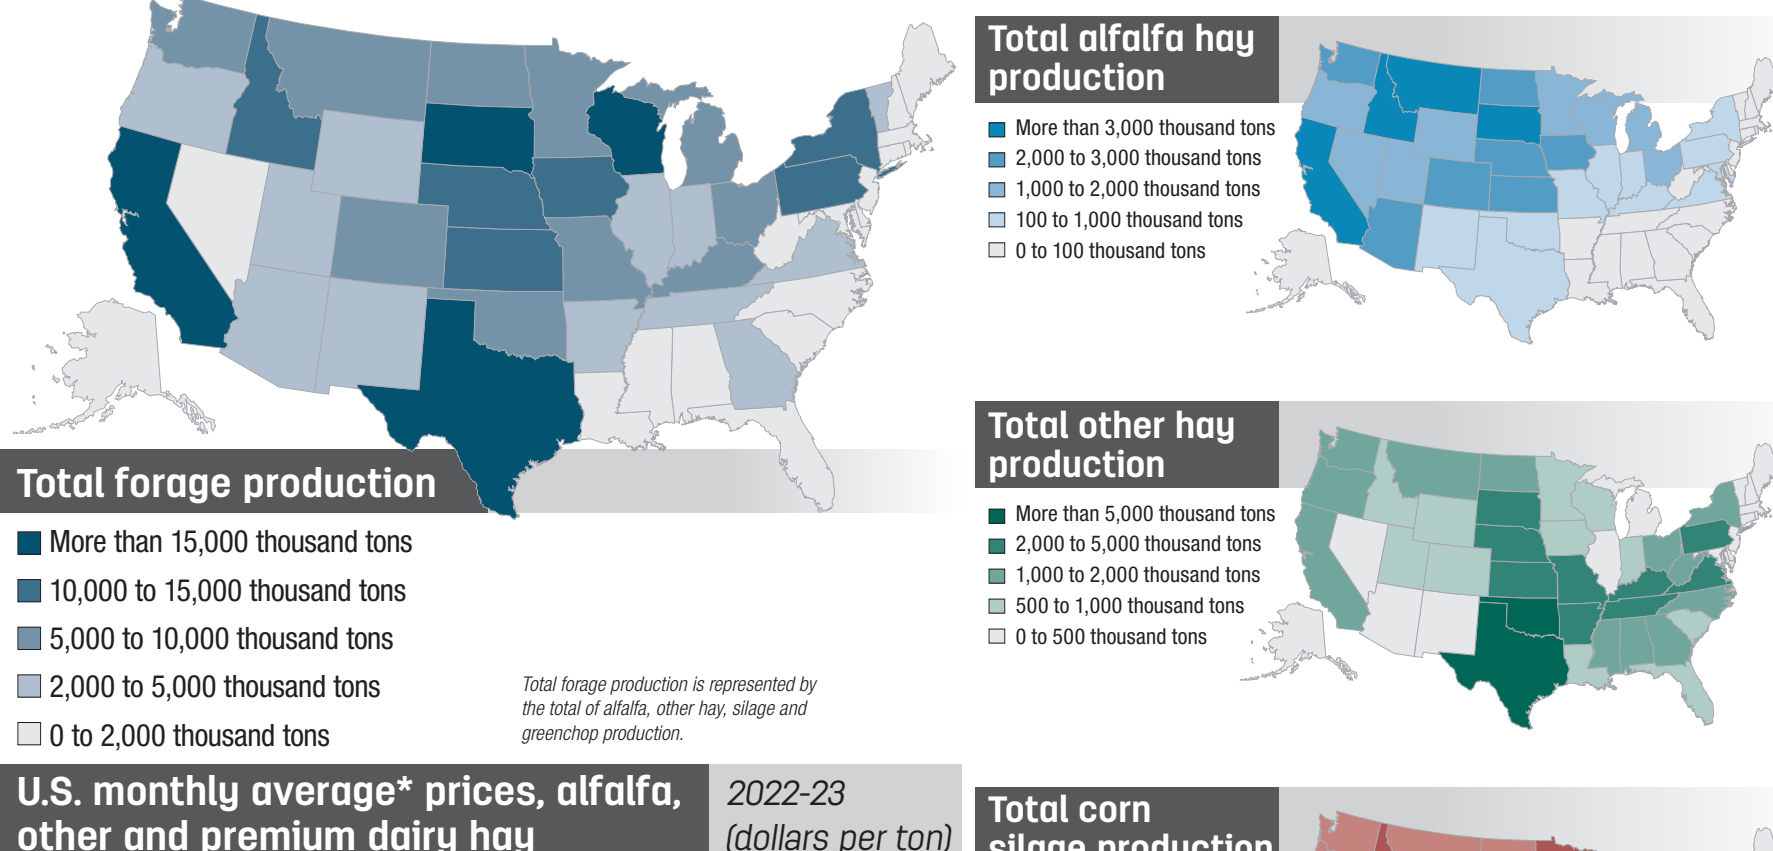 Total forage production
More than 15,000 thousand tons
10,000 to 15,000 thousand tons
5,000 to 10,000 thousand tons
2,000 to 5,000 thousand tons
0 to 2,000 thousand tons
Total forage production is represented by
the total of alfalfa, other hay, silage and
greenchop production.
U.S. monthly average* prices, alfalfa,
other and premium dairy hay
2022-23
(dollars per ton)
Total alfalfa hay
production
More than 3,000 thousand tons
2,000 to 3,000 thousand tons
1,000 to 2,000 thousand tons
100 to 1,000 thousand tons
0 to 100 thousand tons
Total other hay
production
More than 5,000 thousand tons
2,000 to 5,000 thousand tons
1,000 to 2,000 thousand tons
500 to 1,000 thousand tons
0 to 500 thousand tons
Total corn
silage production